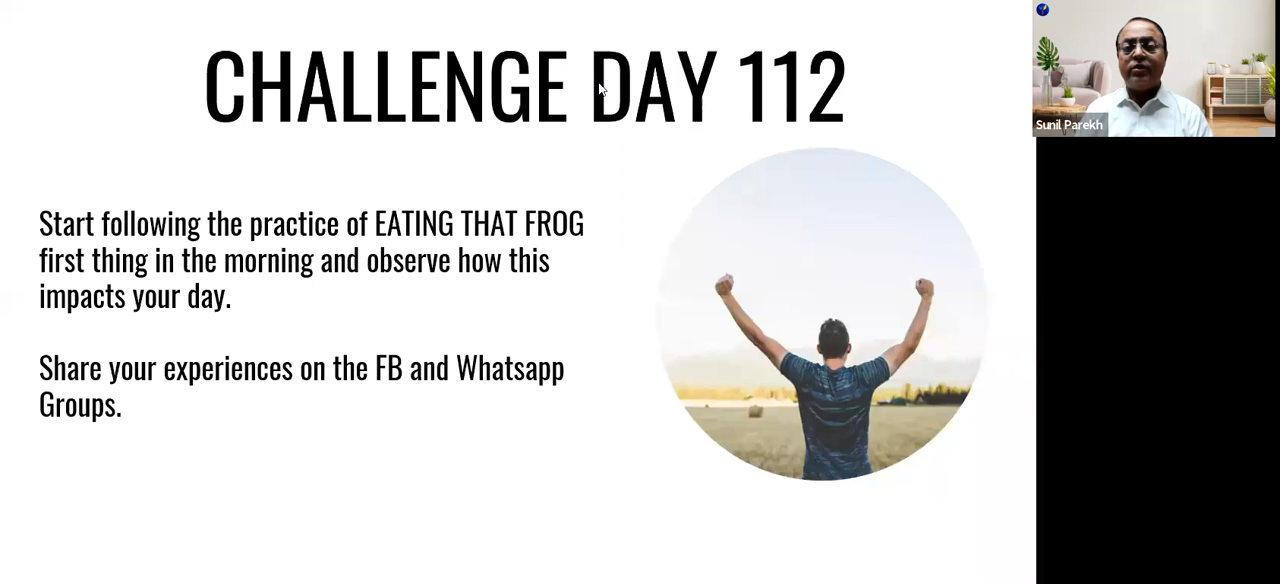 CHALLENGE DAY 112
Start following the practice of EATING THAT FROG
first thing in the morning and observe how this
impacts your day.
Share your experiences on the FB and Whatsapp
Groups.
Sunil Parekh